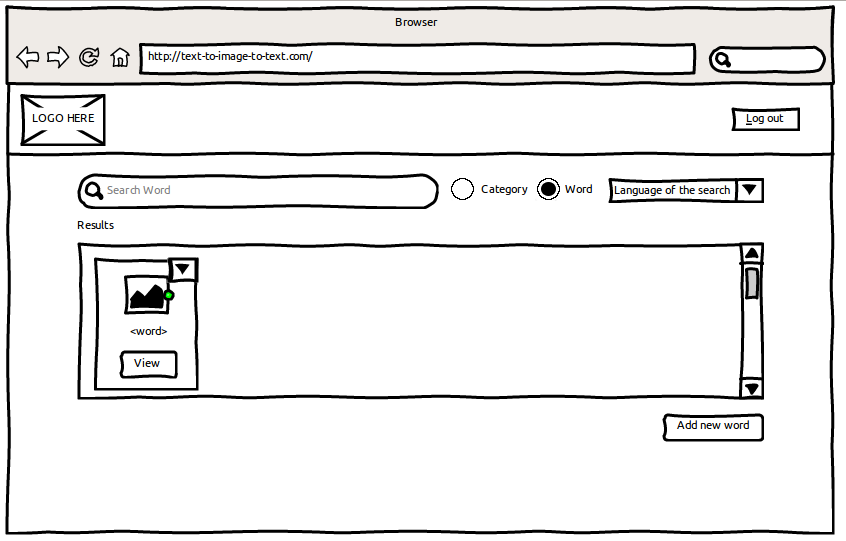 Browser
http://text-to-image-to-text.com/
LOGO HERE
Log out
Search Word
Category
Word
Language of the search
Results
<word>
View
Add new word